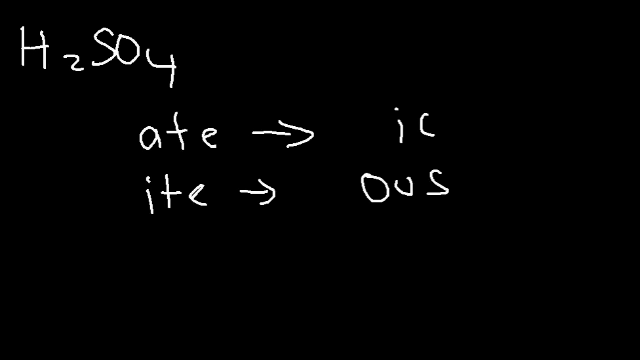 H₂SO₄
ate → ic
ite → ous